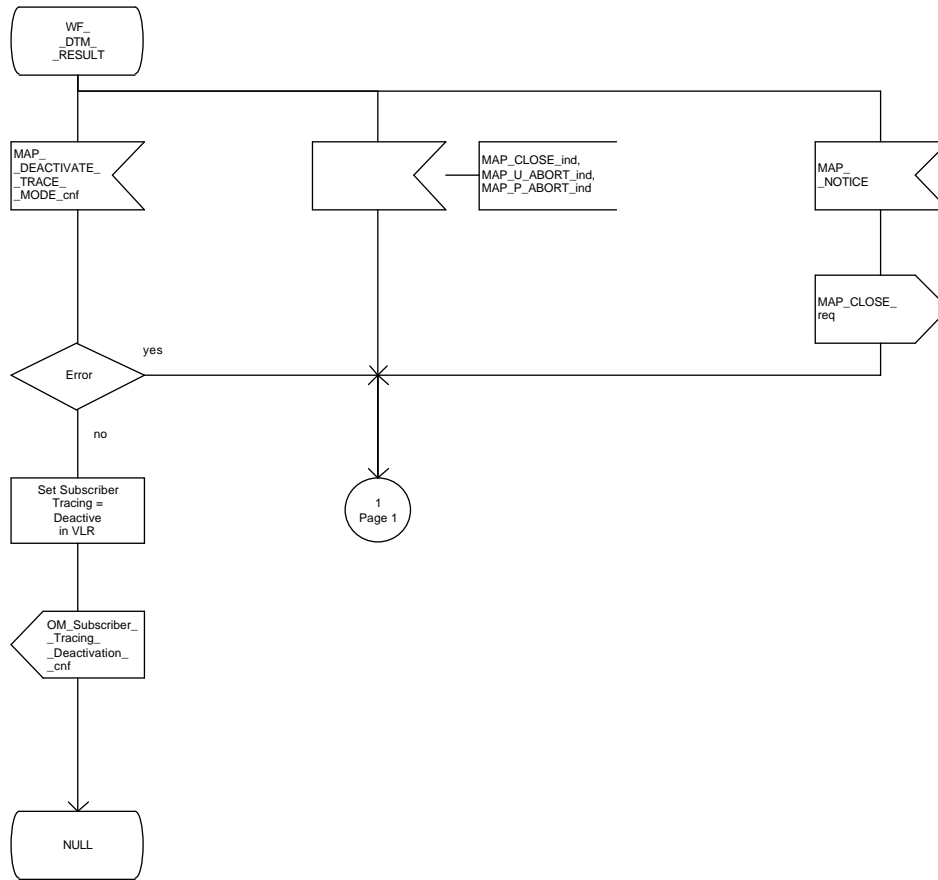 WF_
_DTM_
_RESULT
MAP_
_DEACTIVATE_
_TRACE_
_MODE_cnf
MAP_CLOSE_ind,
MAP_U_ABORT_ind,
MAP_P_ABORT_ind
MAP_
_NOTICE
MAP_CLOSE_
req
yes
Error
no
Set Subscriber
Tracing =
Deactive
in VLR
1
Page 1
OM_Subscriber_
_Tracing_
_Deactivation_
_cnf
NULL